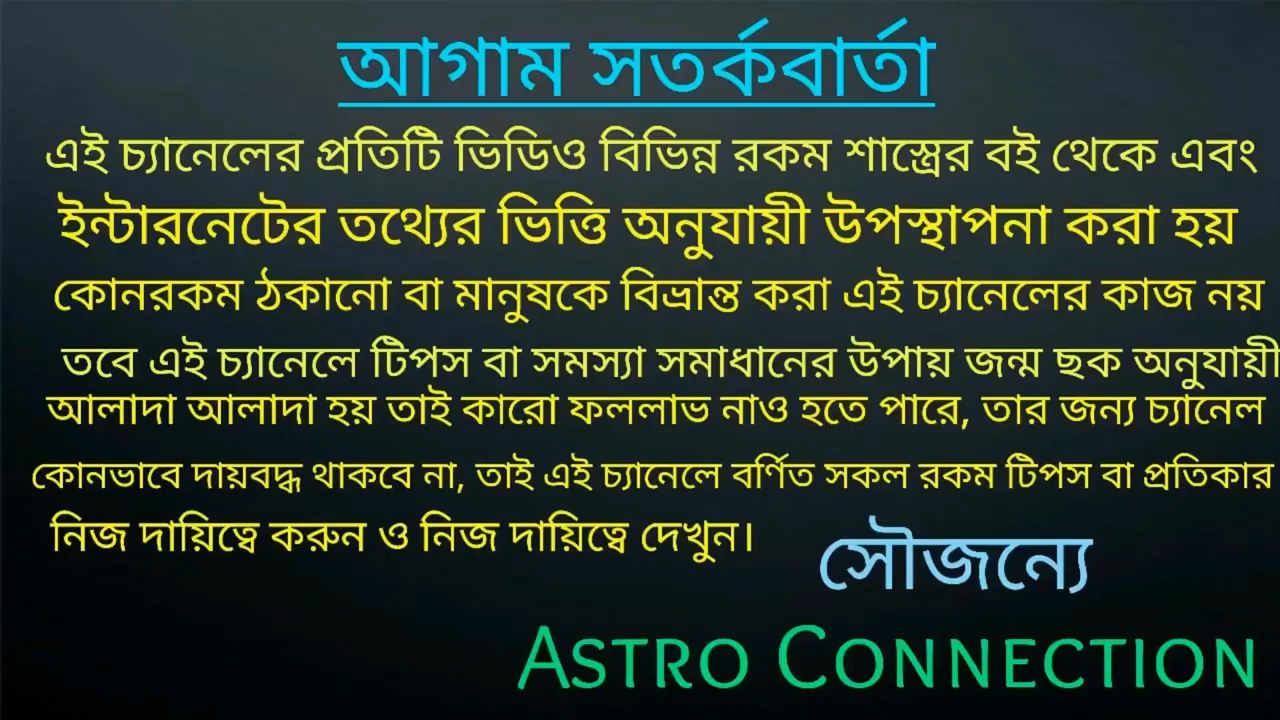 আগাম সতর্কবার্তা
এই চ্যানেলের প্রতিটি ভিডিও বিভিন্ন রকম শাস্ত্রের বই থেকে এবং
ইন্টারনেটের তথ্যের ভিত্তি অনুযায়ী উপস্থাপনা করা হয়
কোনরকম ঠকানো বা মানুষকে বিভ্রান্ত করা এই চ্যানেলের কাজ নয়
তবে এই চ্যানেলে টিপস বা সমস্যা সমাধানের উপায় জন্ম ছক অনুযায়ী
আলাদা আলাদা হয় তাই কারো ফললাভ নাও হতে পারে, তার জন্য চ্যানেল
কোনভাবে দায়বদ্ধ থাকবে না, তাই এই চ্যানেলে বর্ণিত সকল রকম টিপস বা প্রতিকার
নিজ দায়িত্বে করুন ও নিজ দায়িত্বে দেখুন।
সৌজন্যে
ASTRO CONNECTION